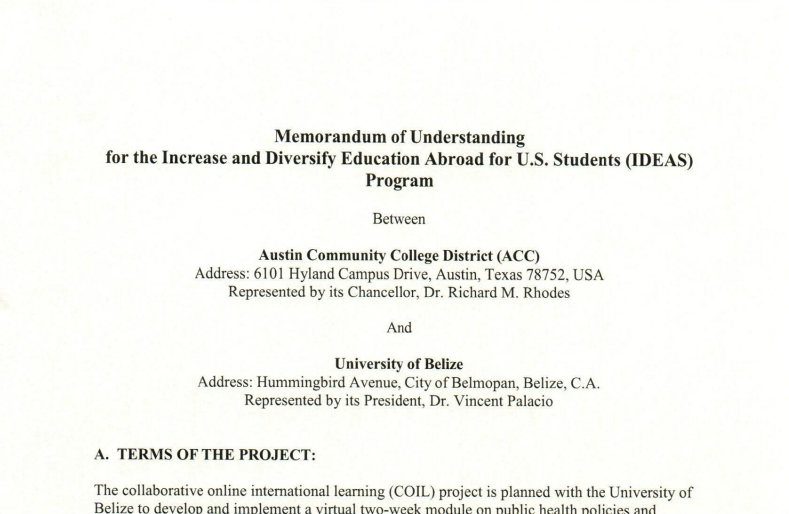 Memorandum of Understanding
for the Increase and Diversify Education Abroad for U.S. Students (IDEAS)
Program
Between
Austin Community College District (ACC)
Address: 6101 Hyland Campus Drive, Austin, Texas 78752, USA
Represented by its Chancellor, Dr. Richard M. Rhodes
And
University of Belize
Address: Hummingbird Avenue, City of Belmopan, Belize, C.A.
Represented by its President, Dr. Vincent Palacio
A. TERMS OF THE PROJECT:
The collaborative online international learning (COIL) project is planned with the University of
Belize to develop and implement a virtual two-week module on public health policies and